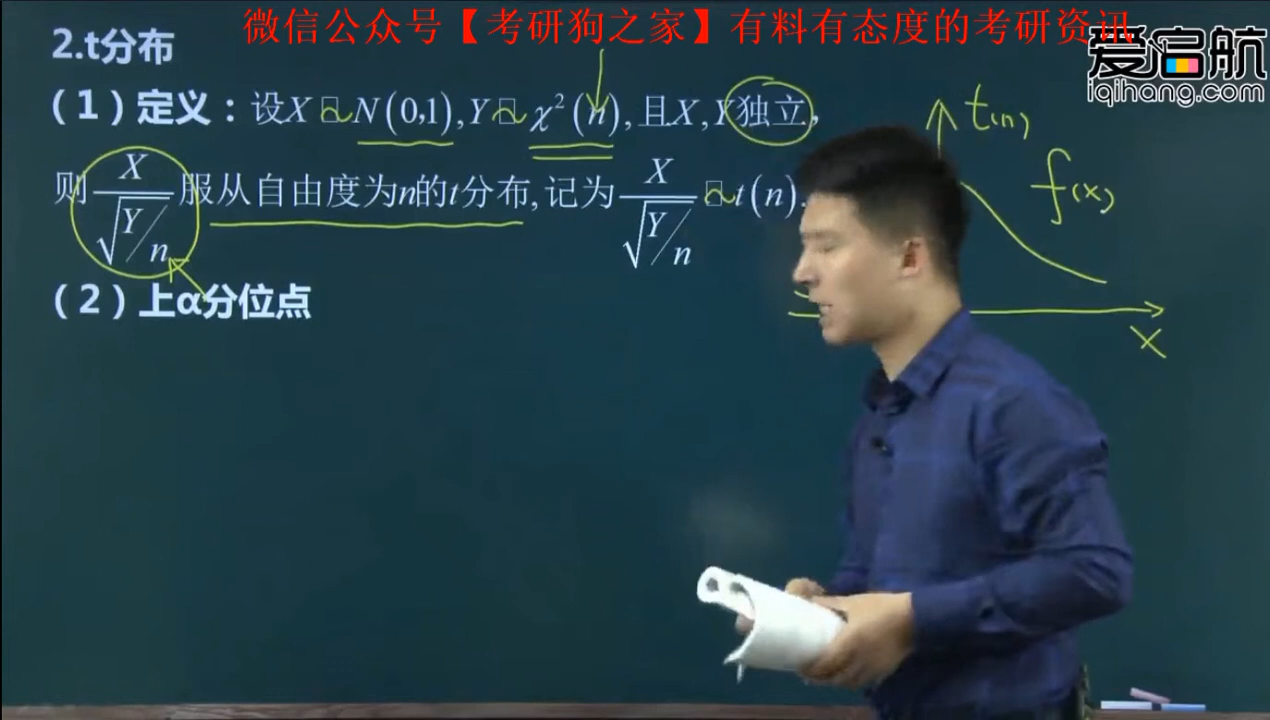 微信公众号【考研狗之家】有料有态度的考研资讯
爱启航
iqihang.com
2.t分布
（1）定义：设X~N(0,1),Y~χ²(n),且X,Y独立,
则 X/√(Y/n) 服从自由度为n的t分布,记为 X/√(Y/n) ~ t(n).
（2）上α分位点
t(n)
f(x)
x